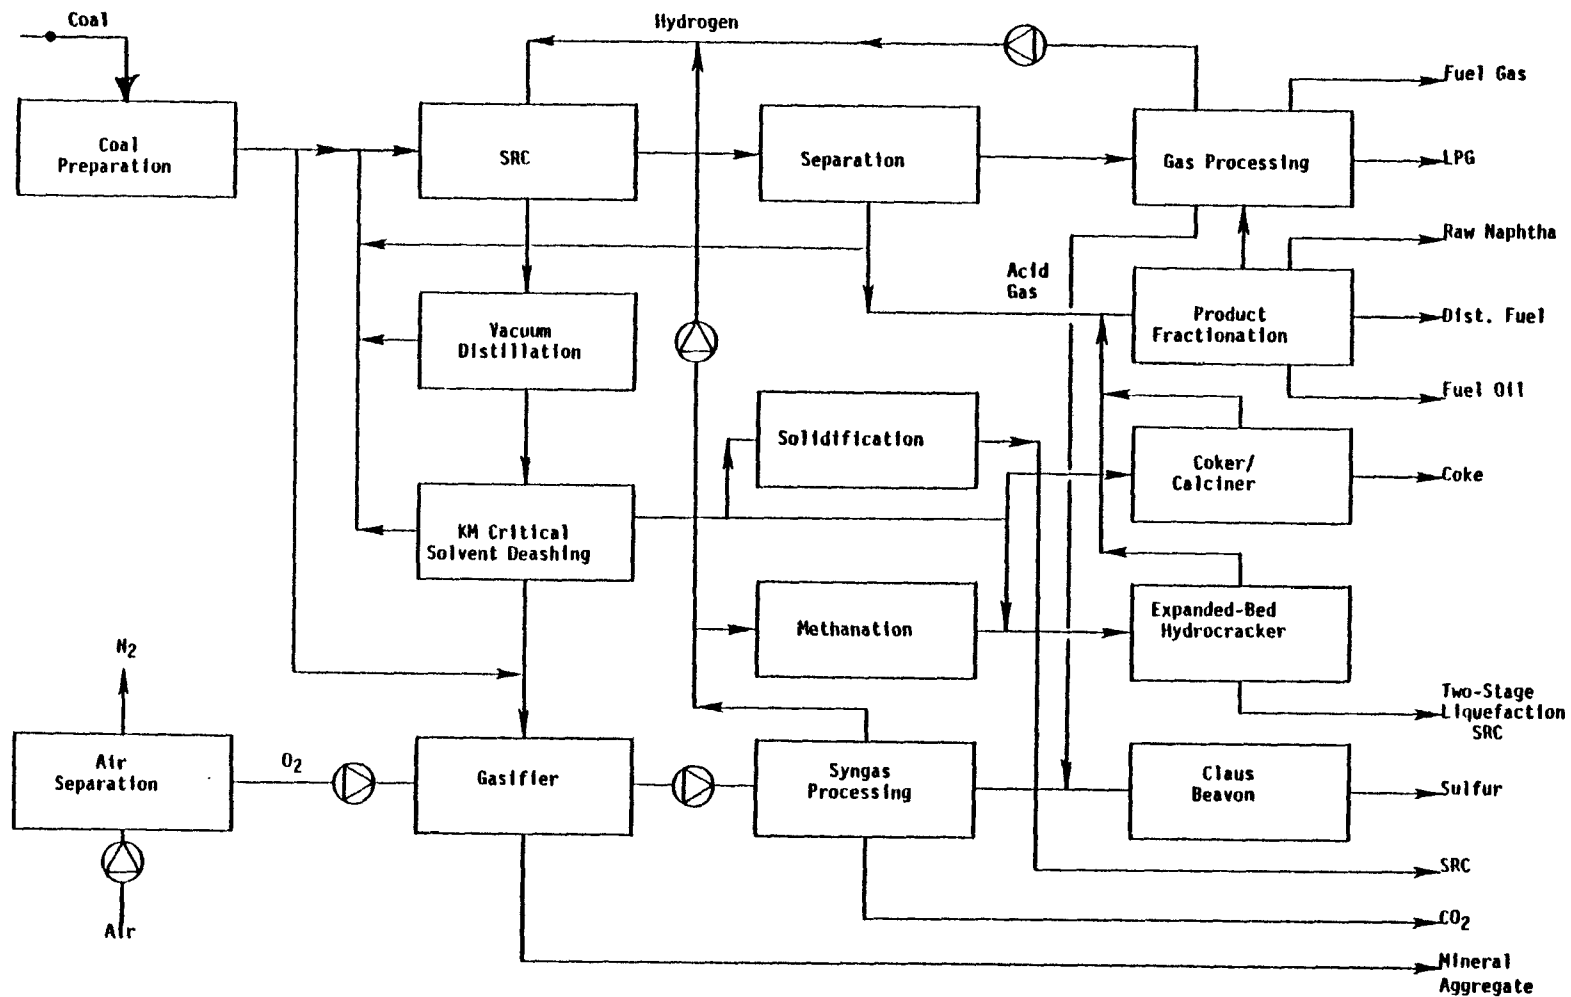 Coal
Hydrogen
Fuel Gas
Coal
Preparation
SRC
Separation
Gas Processing
LPG
Raw Naphtha
Acid
Gas
Vacuum
Distillation
Product
Fractionation
Dist. Fuel
Fuel Oil
Solidification
Coker/
Calciner
Coke
KM Critical
Solvent Deashing
Methanation
Expanded-Bed
Hydrocracker
N2
Two-Stage
Liquefaction
SRC
Air
Separation
O2
Gasifier
Syngas
Processing
Claus
Beavon
Sulfur
SRC
CO2
Air
Mineral
Aggregate